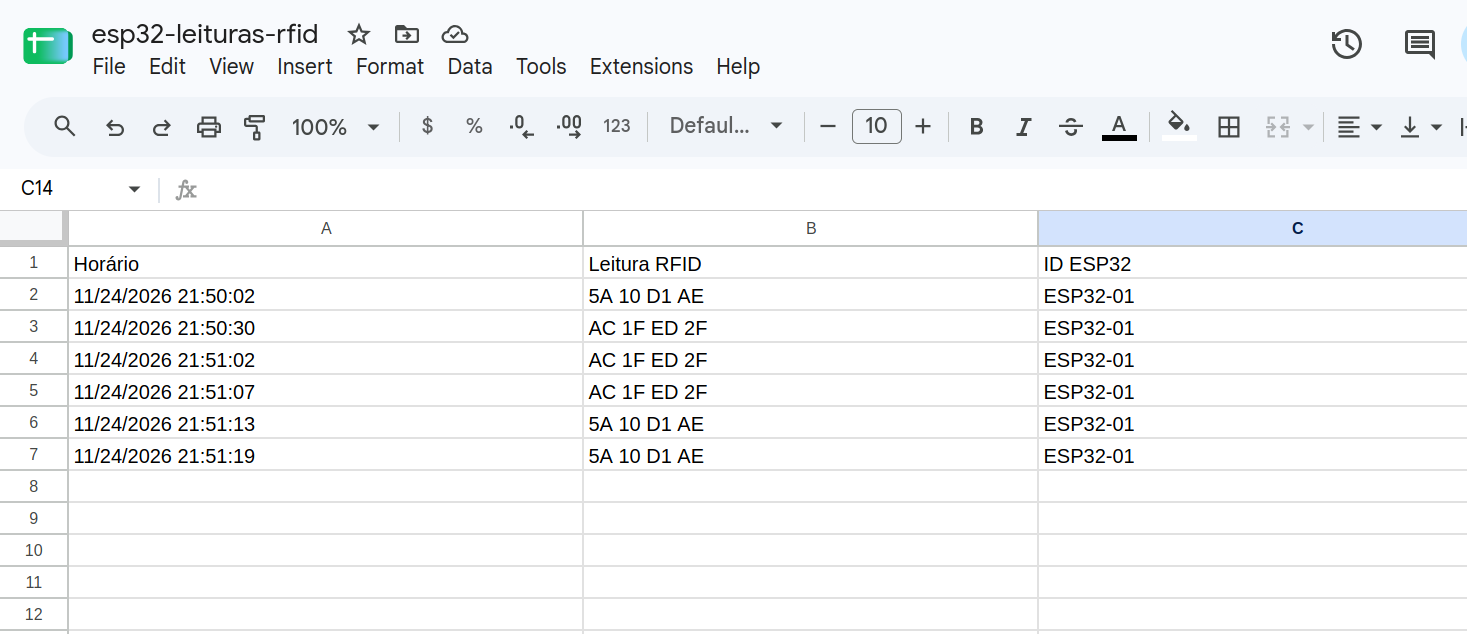 esp32-leituras-rfid
File Edit View Insert Format Data Tools Extensions Help
100% $ % .0 .00 123 Defaul... 10 B I S A
C14 fx
A B C
1 Horário Leitura RFID ID ESP32
2 11/24/2026 21:50:02 5A 10 D1 AE ESP32-01
3 11/24/2026 21:50:30 AC 1F ED 2F ESP32-01
4 11/24/2026 21:51:02 AC 1F ED 2F ESP32-01
5 11/24/2026 21:51:07 AC 1F ED 2F ESP32-01
6 11/24/2026 21:51:13 5A 10 D1 AE ESP32-01
7 11/24/2026 21:51:19 5A 10 D1 AE ESP32-01
8
9
10
11
12